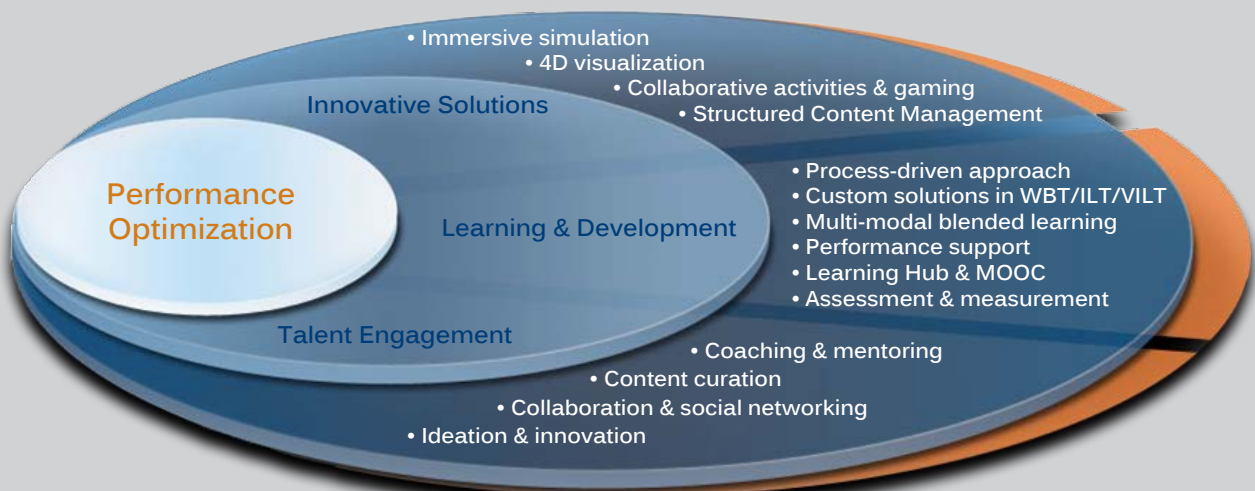 • Immersive simulation
• 4D visualization
• Collaborative activities & gaming
• Structured Content Management
Innovative Solutions
Performance
Optimization
Learning & Development
• Process-driven approach
• Custom solutions in WBT/ILT/VILT
• Multi-modal blended learning
• Performance support
• Learning Hub & MOOC
• Assessment & measurement
Talent Engagement
• Coaching & mentoring
• Content curation
• Collaboration & social networking
• Ideation & innovation